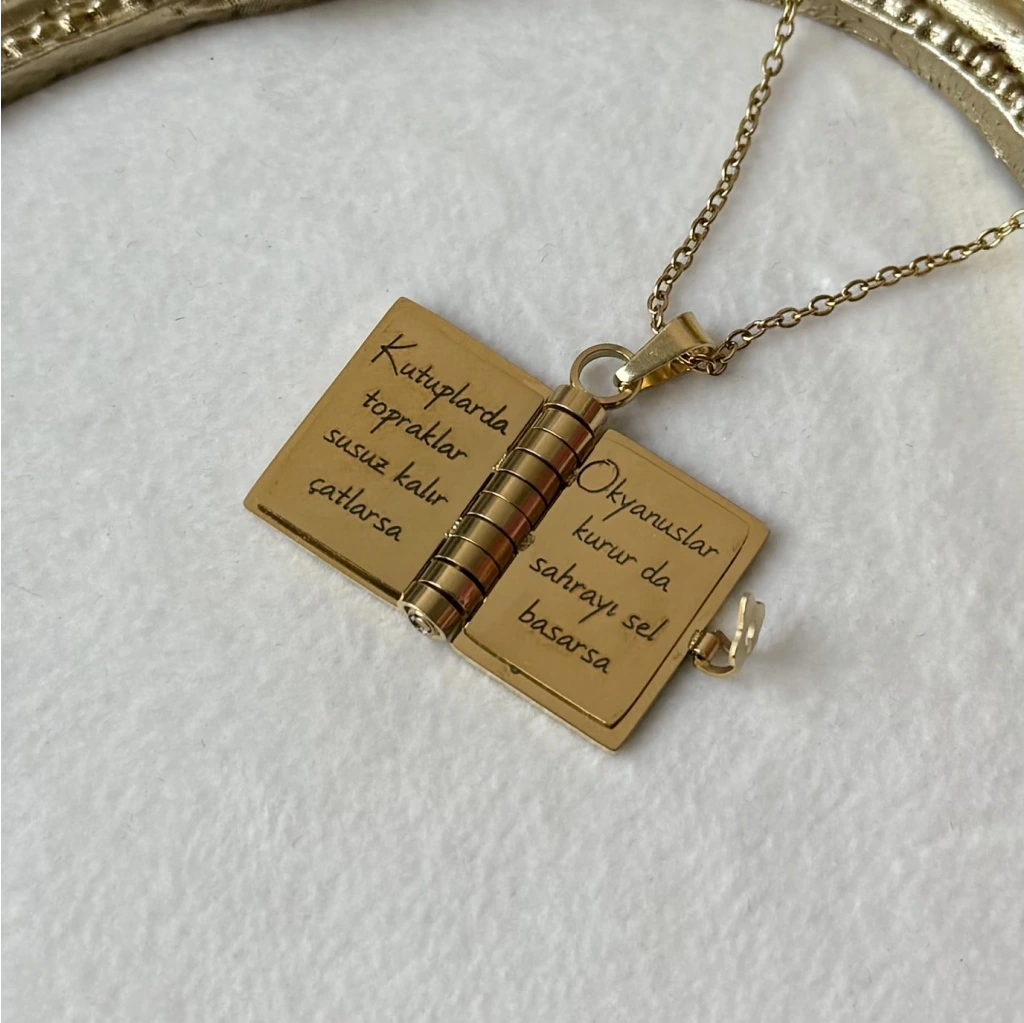 Kutuplarda
topraklar
susuz kalır
çatlarsa
Okyanuslar
kurur da
sahrayı sel
basarsa